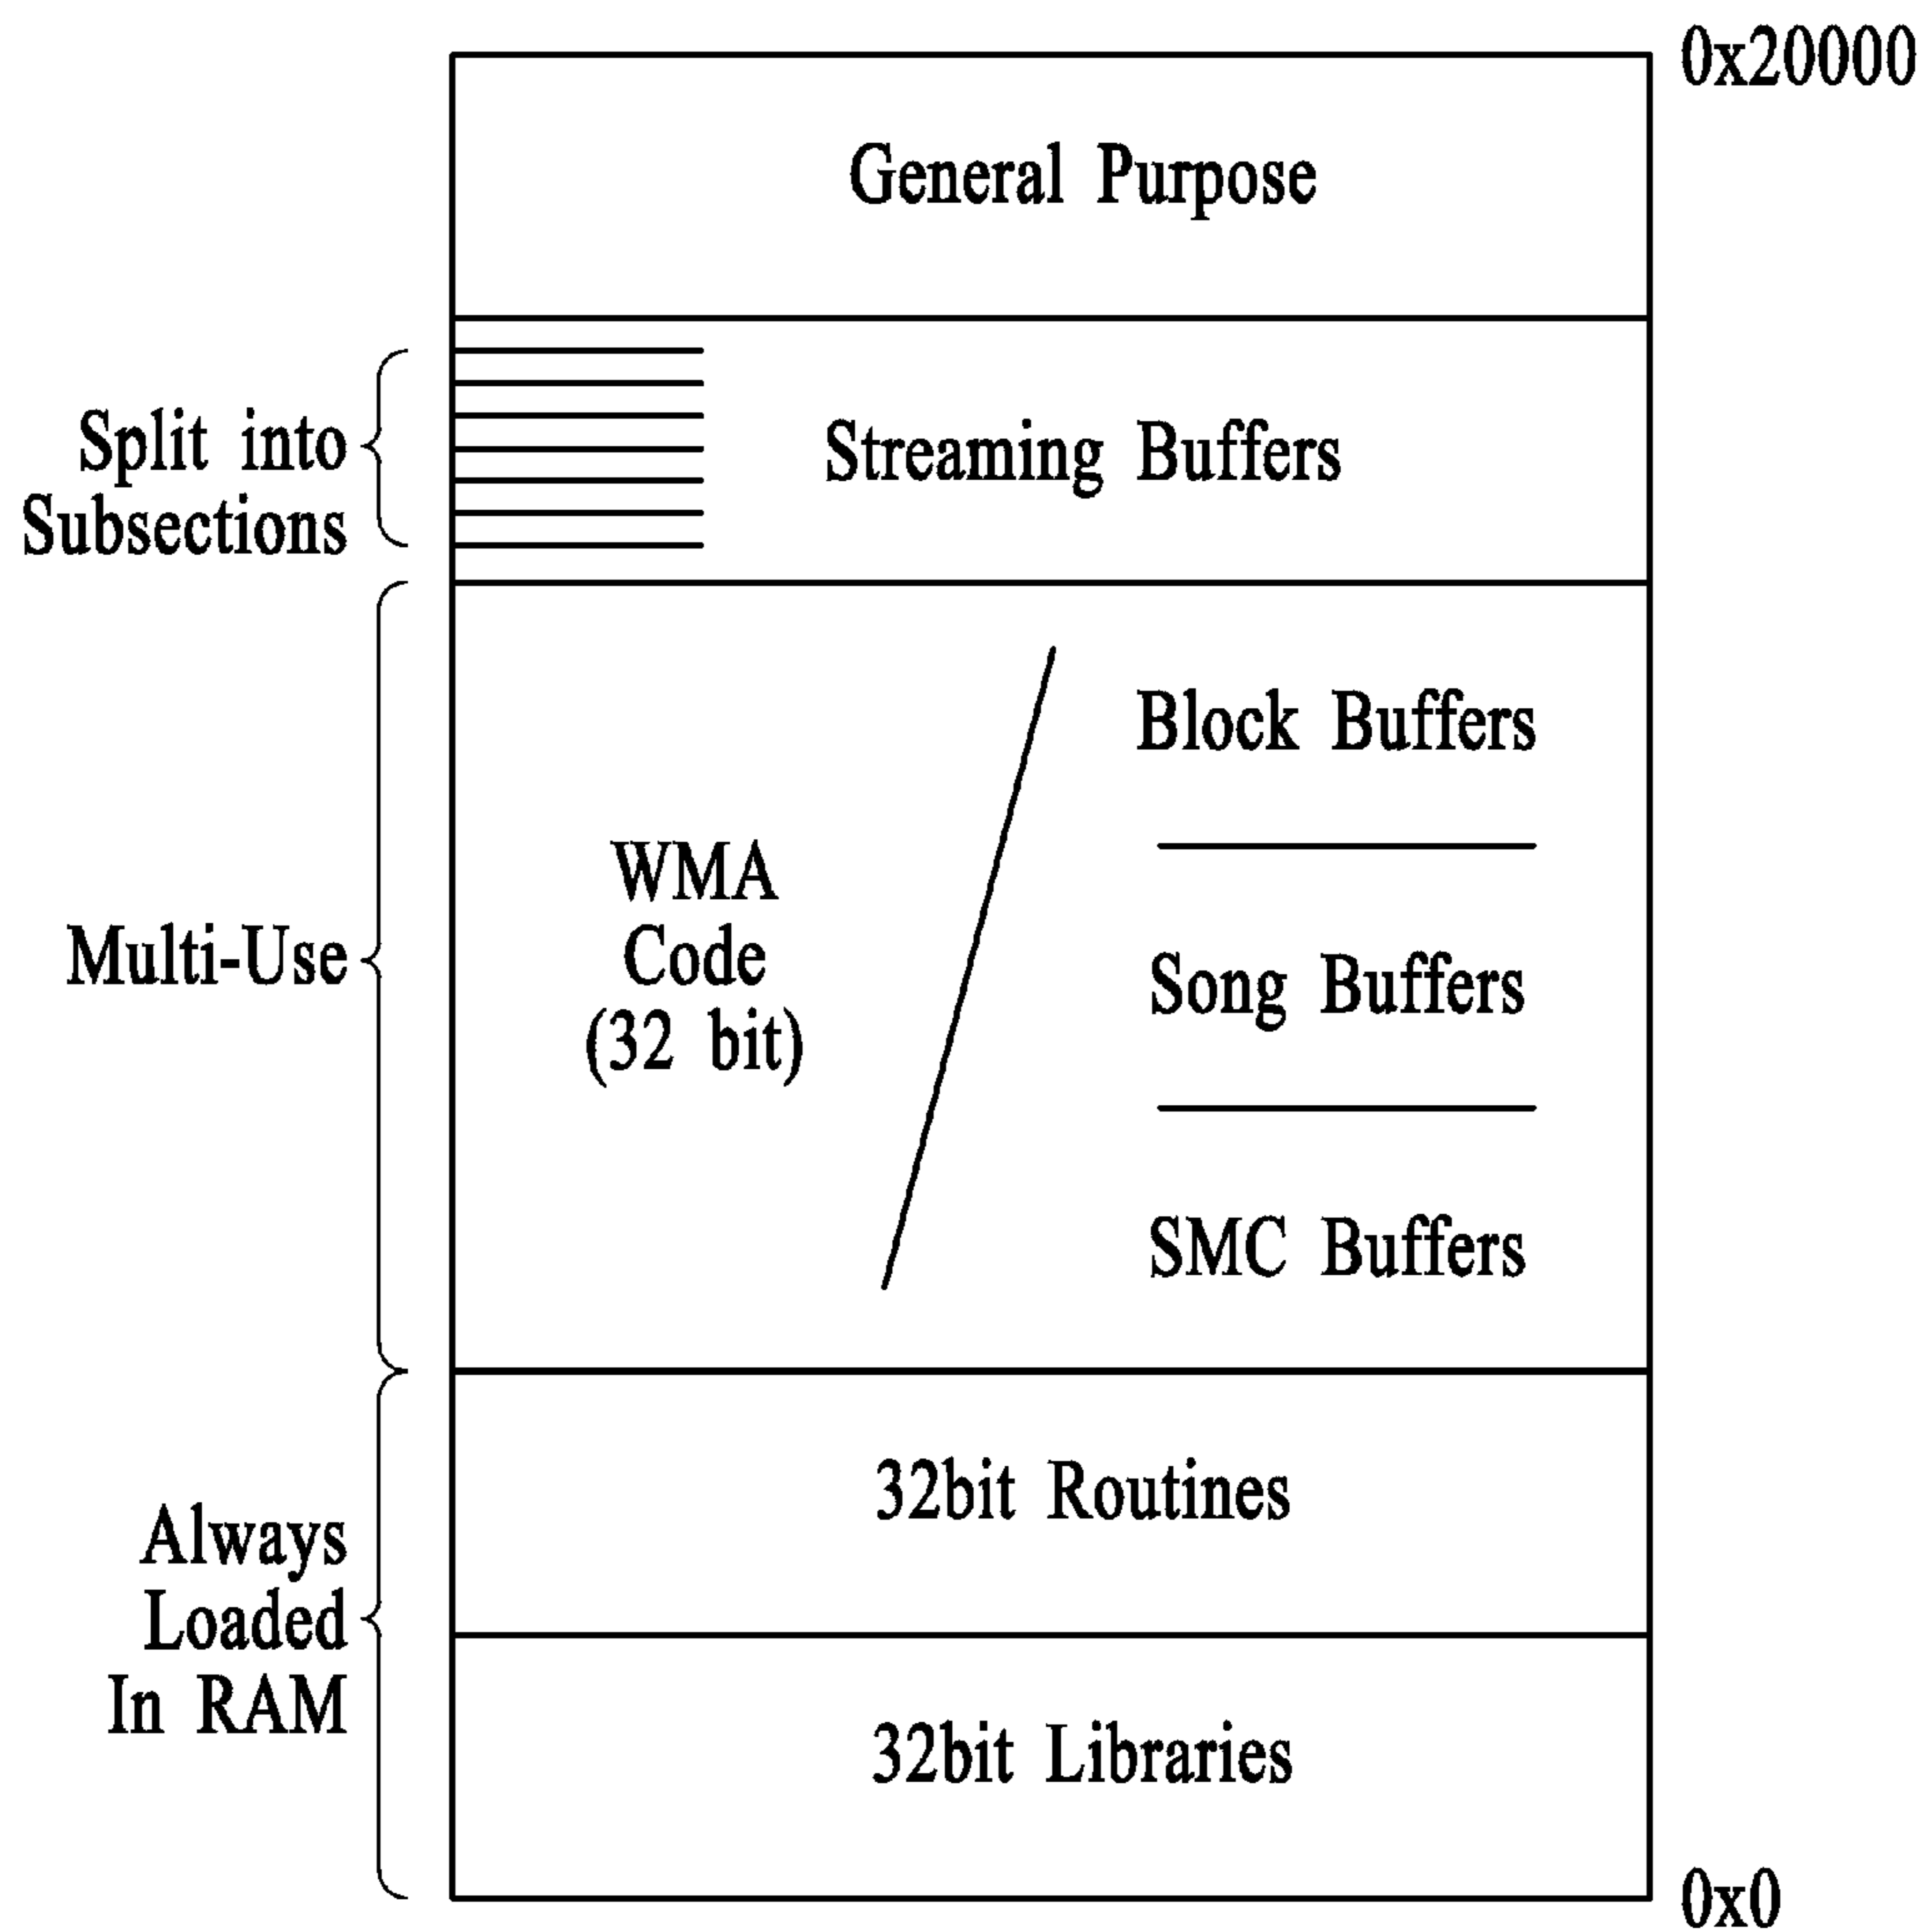 0x20000
General Purpose
Split into
Subsections
Streaming Buffers
Multi-Use
WMA
Code
(32 bit)
Block Buffers
Song Buffers
SMC Buffers
Always
Loaded
In RAM
32bit Routines
32bit Libraries
0x0